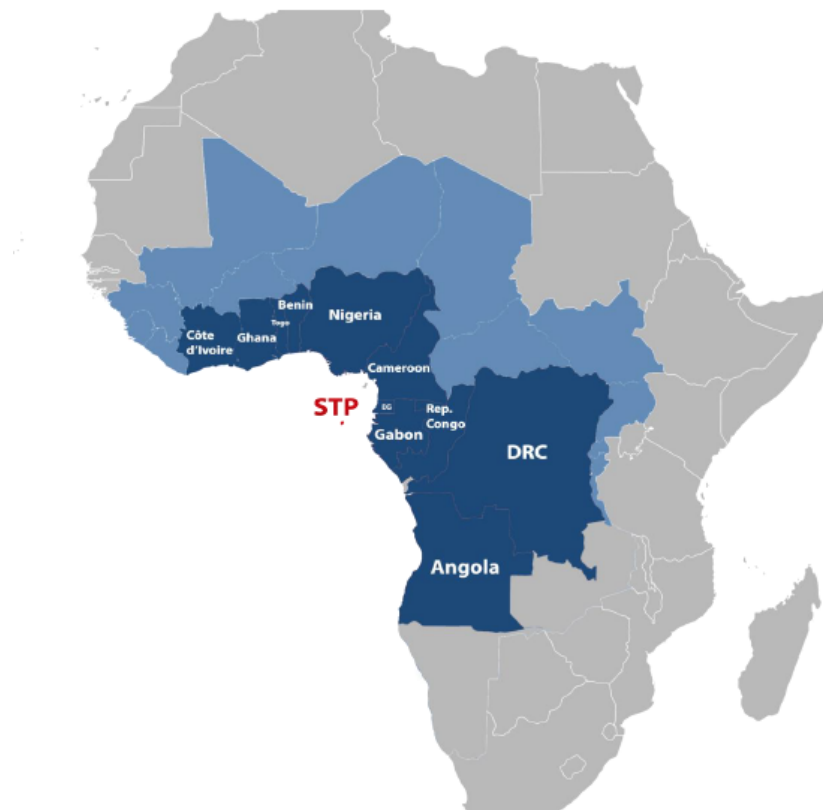 Benin
Togo
Nigeria
Côte
d'Ivoire
Ghana
Cameroon
STP
EG
Rep.
Congo
Gabon
DRC
Angola